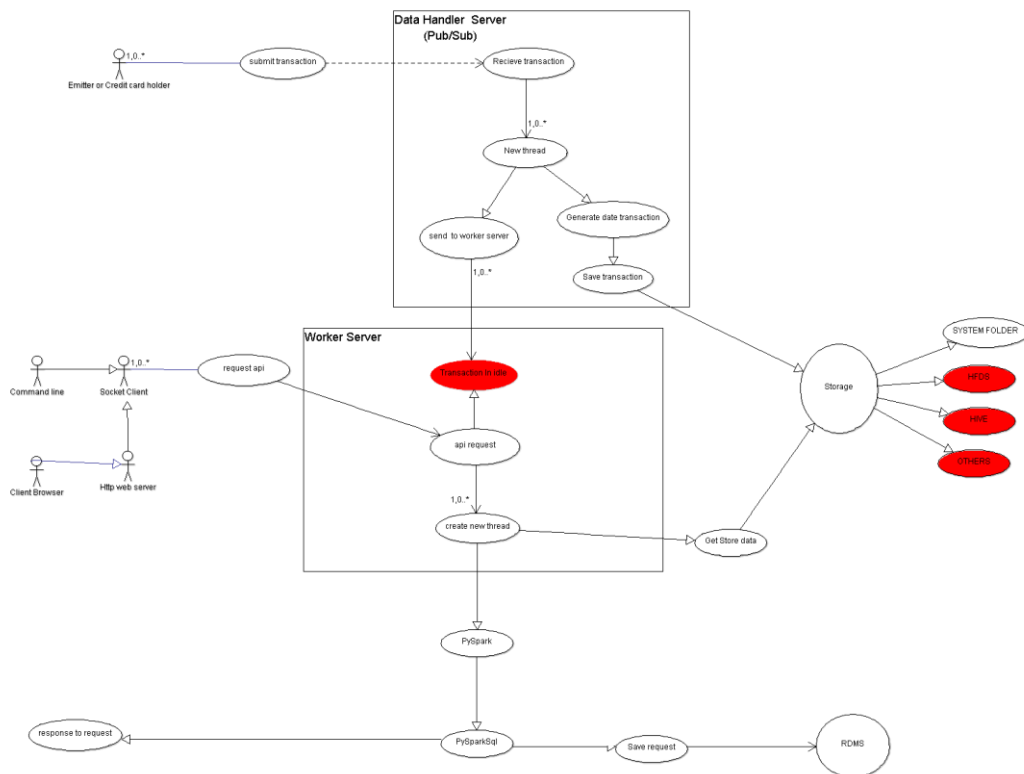 Data Handler Server
(Pub/Sub)
1,0..*
submit transaction
Recieve transaction
Emitter or Credit card holder
1,0..*
New thread
Generate date transaction
send to worker server
1,0..*
Save transaction
Worker Server
SYSTEM FOLDER
1,0..*
request api
Transaction in idle
Storage
HFDS
Command line
Socket Client
HIVE
api request
OTHERS
Client Browser
Http web server
1,0..*
create new thread
Get Store data
PySpark
response to request
PySparkSql
Save request
RDMS